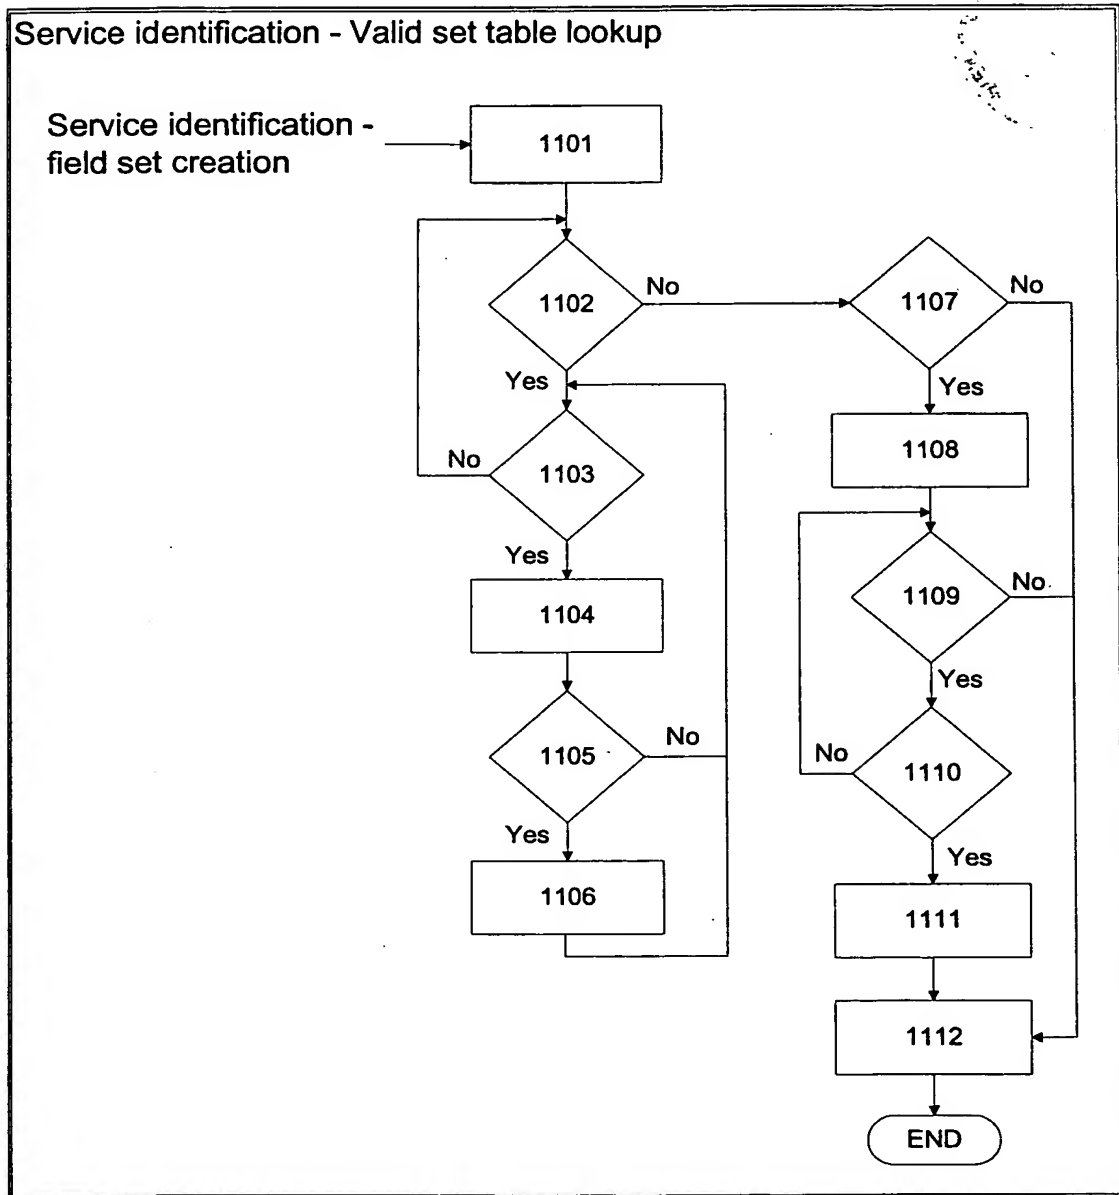 Service identification - Valid set table lookup
Service identification -
field set creation
1101
1102
No
Yes
1103
No
Yes
1104
1105
No
Yes
1106
1107
No
Yes
1108
1109
No
Yes
1110
No
Yes
1111
1112
END